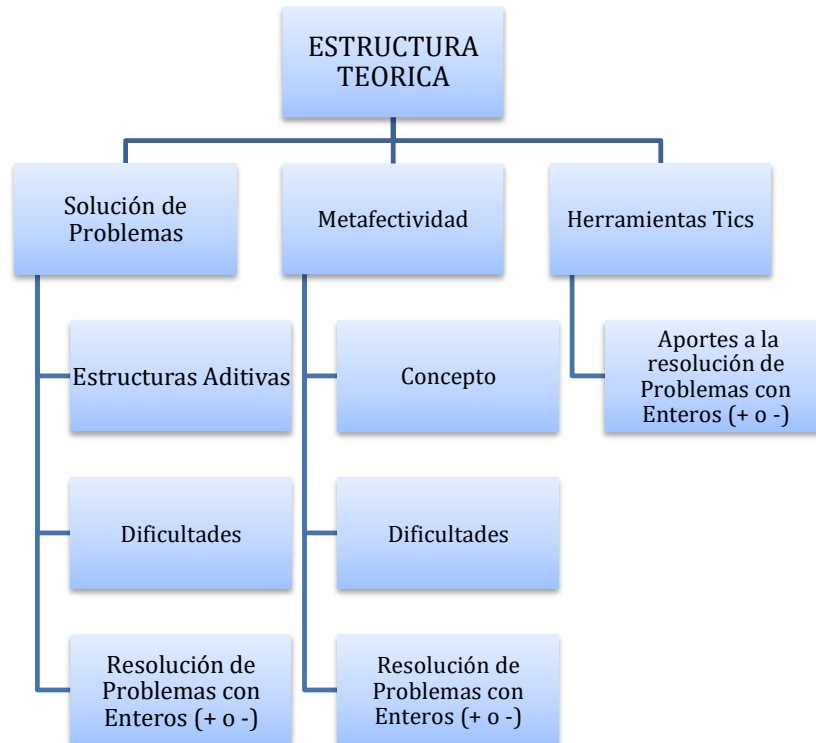 ESTRUCTURA
TEORICA
Solución de
Problemas
Metafectividad
Herramientas Tics
Estructuras Aditivas
Concepto
Aportes a la
resolución de
Problemas con
Enteros (+ o -)
Dificultades
Dificultades
Resolución de
Problemas con
Enteros (+ o -)
Resolución de
Problemas con
Enteros (+ o -)